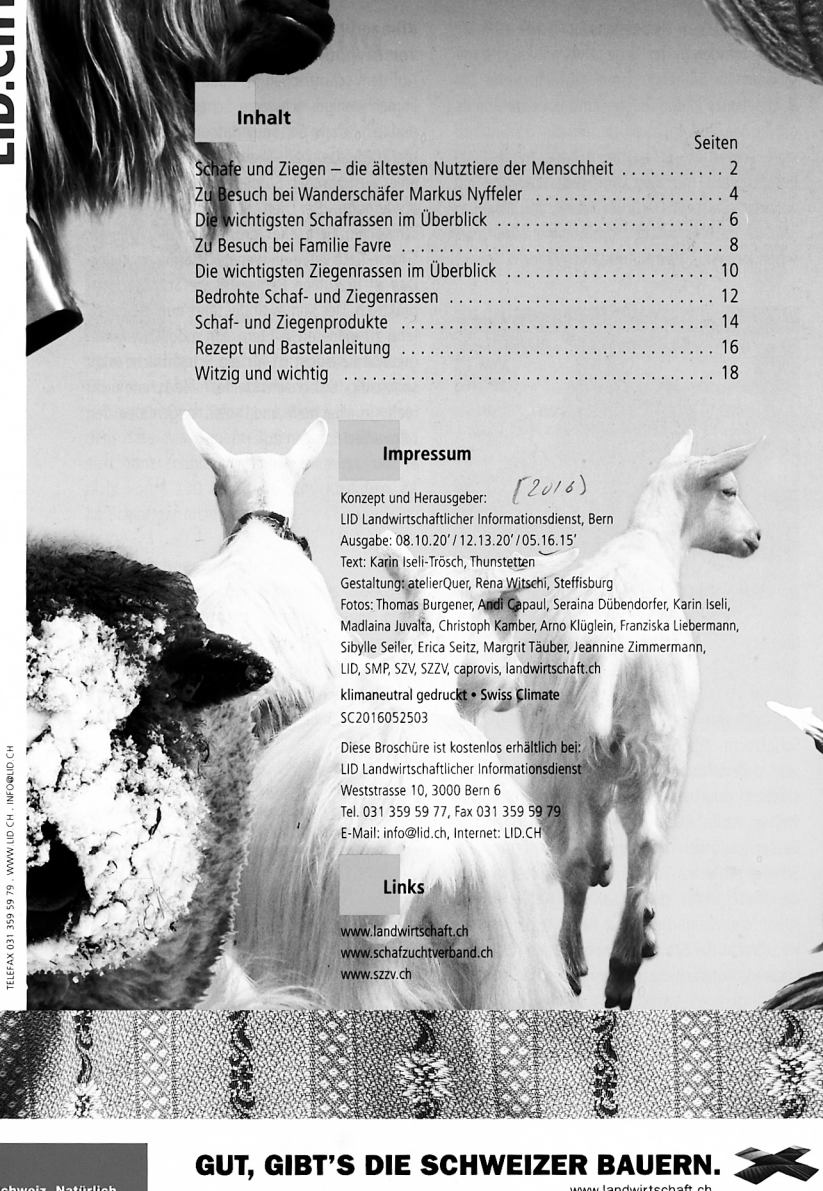 LID.CH
Inhalt
Seiten
Schafe und Ziegen – die ältesten Nutztiere der Menschheit . . . . . . . . . . . 2
Zu Besuch bei Wanderschäfer Markus Nyffeler . . . . . . . . . . . . . . . . . . . . 4
Die wichtigsten Schafrassen im Überblick . . . . . . . . . . . . . . . . . . . . . . . . 6
Zu Besuch bei Familie Favre . . . . . . . . . . . . . . . . . . . . . . . . . . . . . . . . . . 8
Die wichtigsten Ziegenrassen im Überblick . . . . . . . . . . . . . . . . . . . . . . 10
Bedrohte Schaf- und Ziegenrassen . . . . . . . . . . . . . . . . . . . . . . . . . . . . 12
Schaf- und Ziegenprodukte . . . . . . . . . . . . . . . . . . . . . . . . . . . . . . . . . 14
Rezept und Bastelanleitung . . . . . . . . . . . . . . . . . . . . . . . . . . . . . . . . . 16
Witzig und wichtig . . . . . . . . . . . . . . . . . . . . . . . . . . . . . . . . . . . . . . . 18
Impressum
Konzept und Herausgeber: [2016)
LID Landwirtschaftlicher Informationsdienst, Bern
Ausgabe: 08.10.20’/12.13.20’/05.16.15’
Text: Karin Iseli-Trösch, Thunstetten
Gestaltung: atelierQuer, Rena Witschi, Steffisburg
Fotos: Thomas Burgener, Andi Capaul, Seraina Dübendorfer, Karin Iseli,
Madlaina Juvalta, Christoph Kamber, Arno Klüglein, Franziska Liebermann,
Sibylle Seiler, Erica Seitz, Margrit Täuber, Jeannine Zimmermann,
LID, SMP, SZV, SZZV, caprovis, landwirtschaft.ch
klimaneutral gedruckt • Swiss Climate
SC2016052503
Diese Broschüre ist kostenlos erhältlich bei:
LID Landwirtschaftlicher Informationsdienst
Weststrasse 10, 3000 Bern 6
Tel. 031 359 59 77, Fax 031 359 59 79
E-Mail: info@lid.ch, Internet: LID.CH
Links
www.landwirtschaft.ch
www.schafzuchtverband.ch
www.szzv.ch
TELEFAX 031 359 59 79 . WWW LID CH . INFO@LID.CH
chweiz. Natürlich.
GUT, GIBT'S DIE SCHWEIZER BAUERN.
www.landwirtschaft.ch